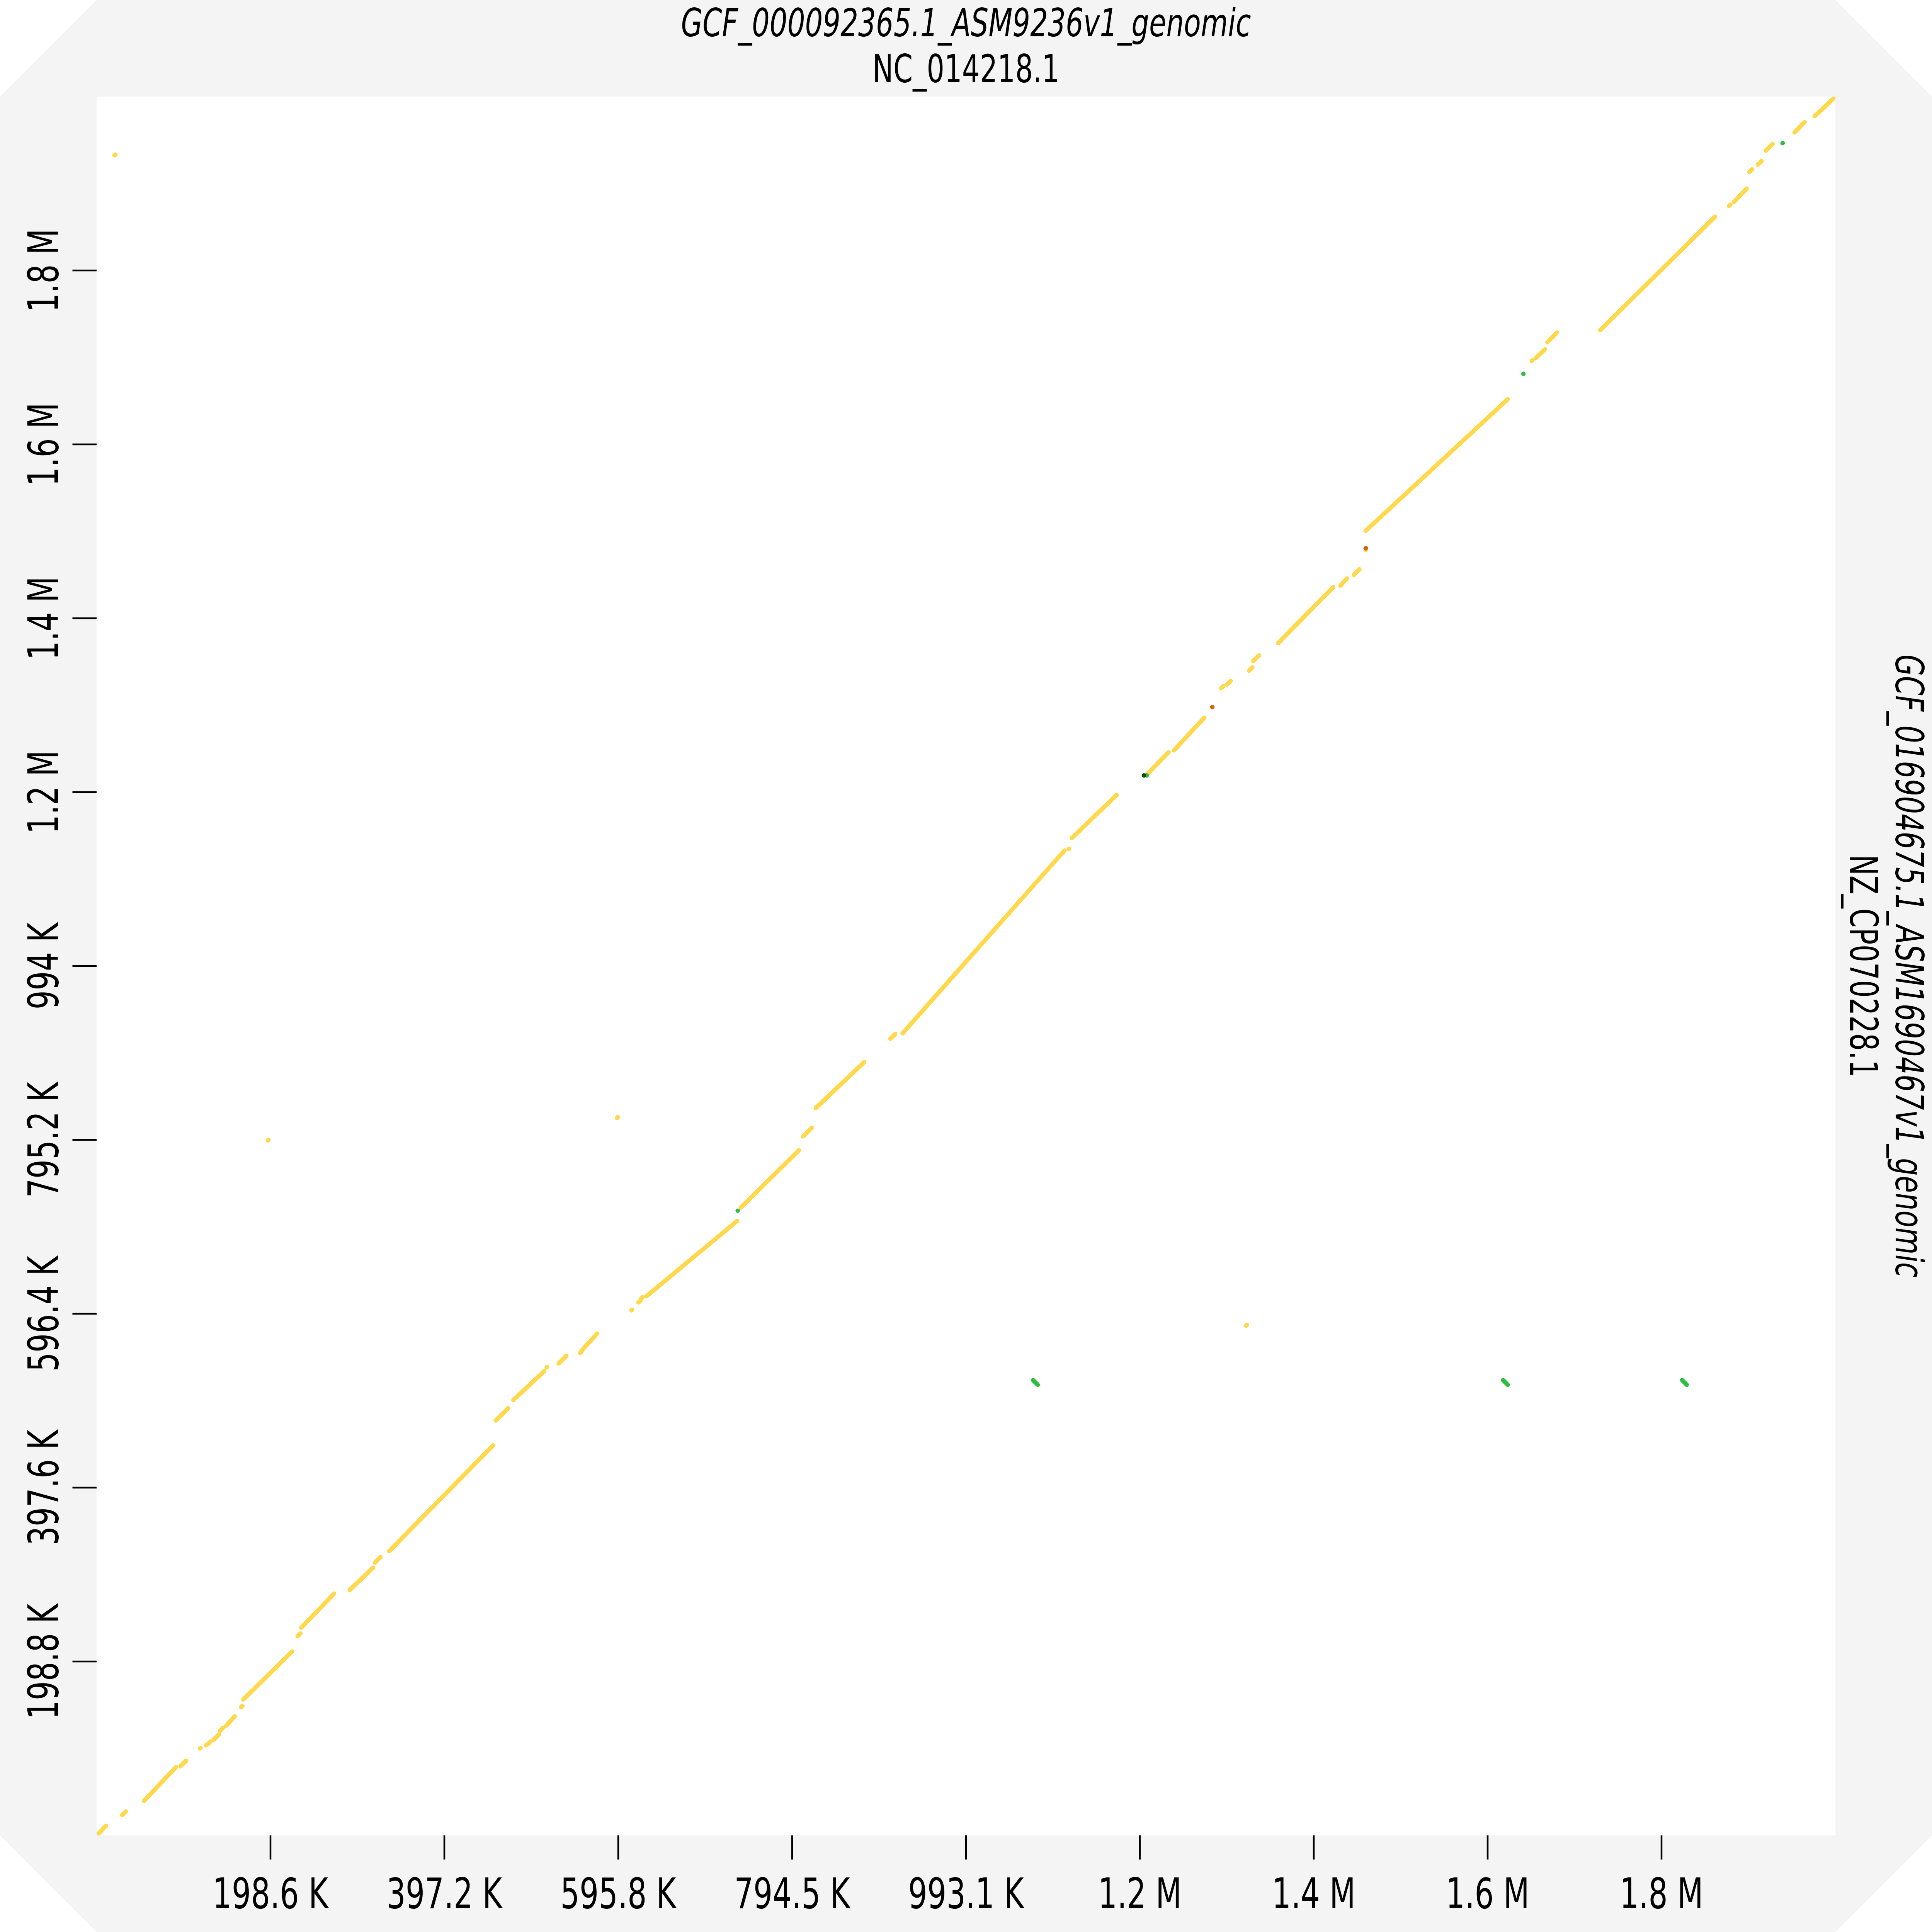 GCF_000092365.1_ASM9236v1_genomic
NC_014218.1
1.8 M
1.6 M
1.4 M
1.2 M
994 K
795.2 K
596.4 K
397.6 K
198.8 K
GCF_016904675.1_ASM1690467v1_genomic
NZ_CP070228.1
198.6 K
397.2 K
595.8 K
794.5 K
993.1 K
1.2 M
1.4 M
1.6 M
1.8 M